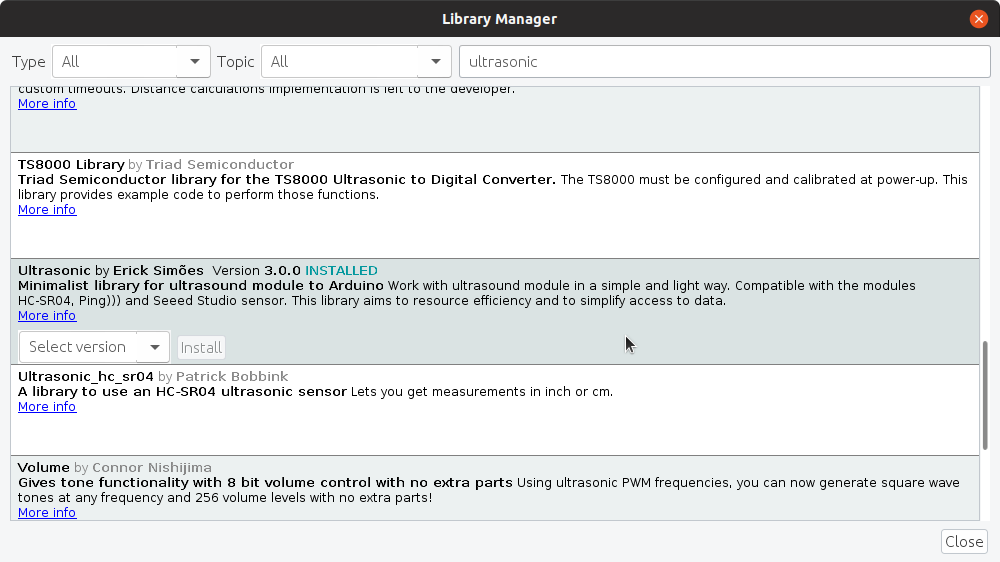 Library Manager
Type All Topic All ultrasonic
custom timeouts. Distance calculations implementation is left to the developer.
More info
TS8000 Library by Triad Semiconductor
Triad Semiconductor library for the TS8000 Ultrasonic to Digital Converter. The TS8000 must be configured and calibrated at power-up. This
library provides example code to perform those functions.
More info
Ultrasonic by Erick Simões Version 3.0.0 INSTALLED
Minimalist library for ultrasound module to Arduino Work with ultrasound module in a simple and light way. Compatible with the modules
HC-SR04, Ping))) and Seeed Studio sensor. This library aims to resource efficiency and to simplify access to data.
More info
Select version Install
Ultrasonic_hc_sr04 by Patrick Bobbink
A library to use an HC-SR04 ultrasonic sensor Lets you get measurements in inch or cm.
More info
Volume by Connor Nishijima
Gives tone functionality with 8 bit volume control with no extra parts Using ultrasonic PWM frequencies, you can now generate square wave
tones at any frequency and 256 volume levels with no extra parts!
More info
Close